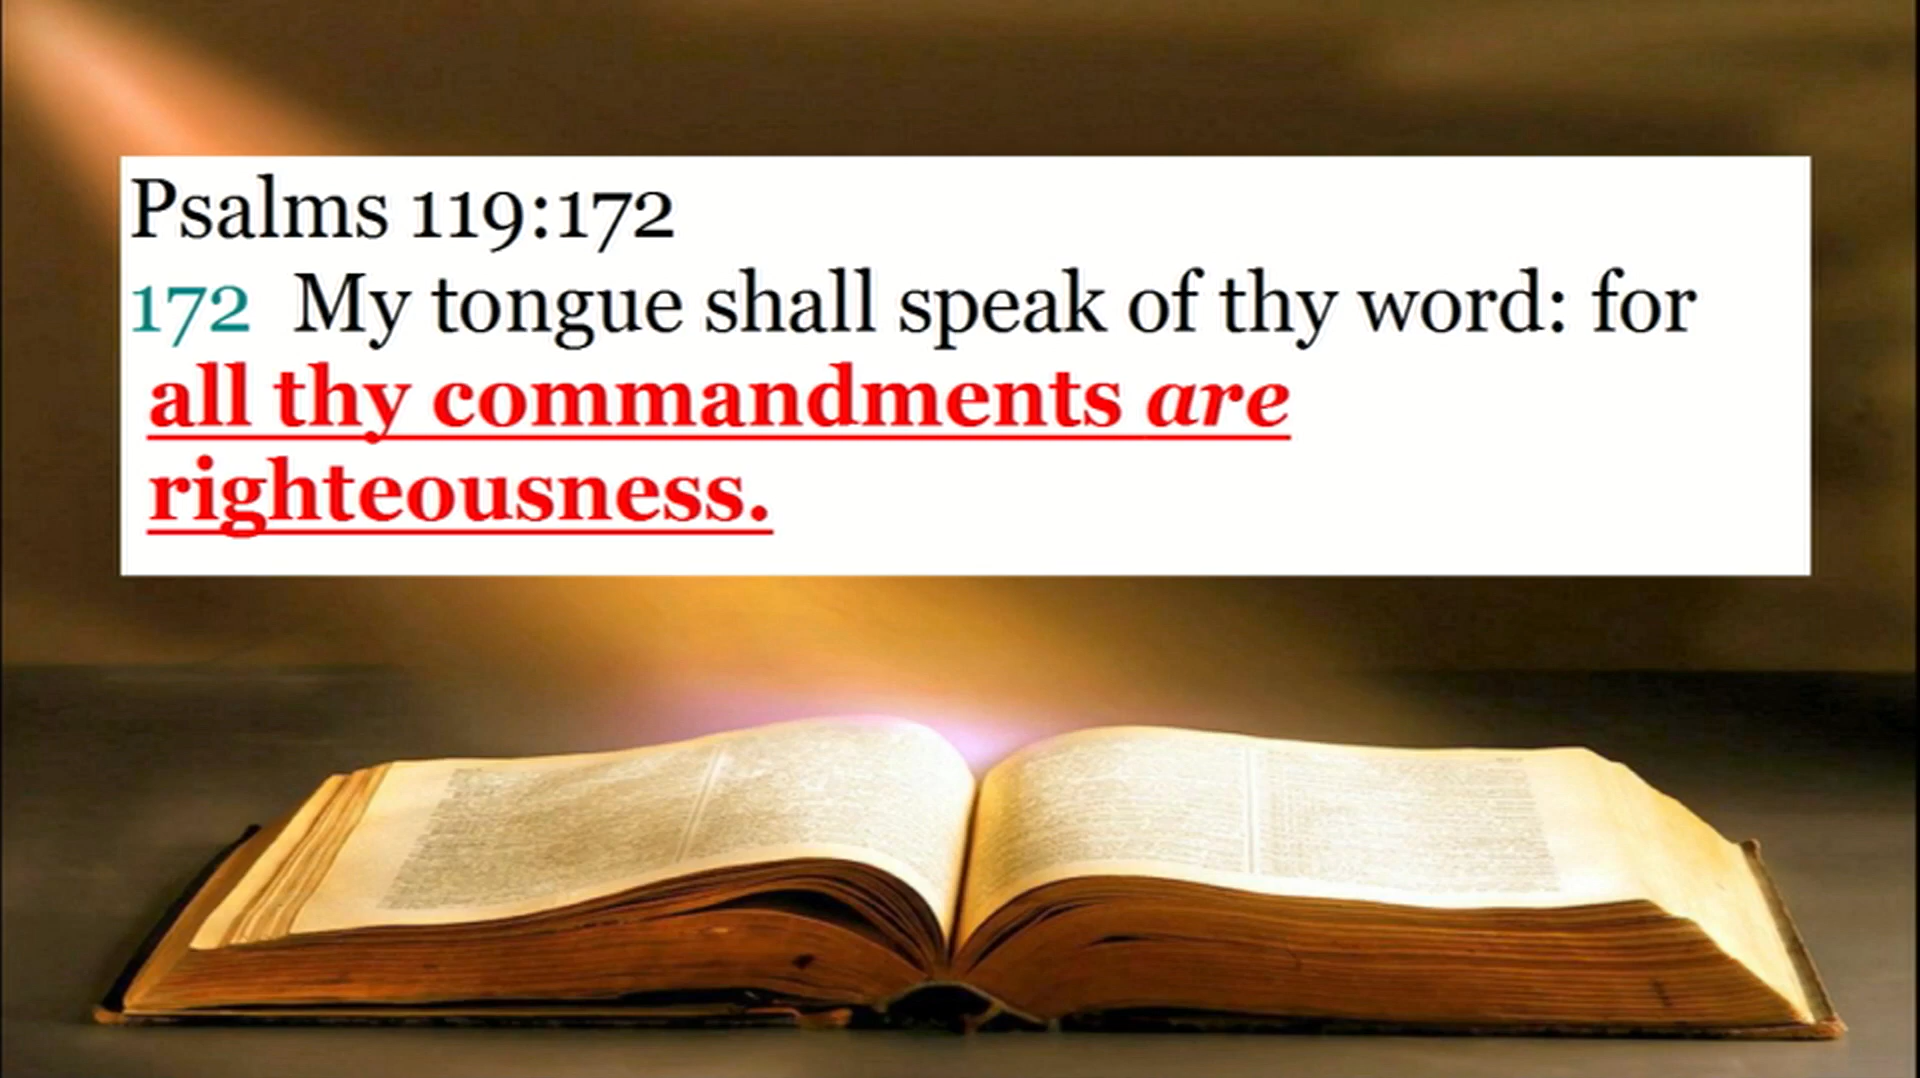 Psalms 119:172
172 My tongue shall speak of thy word: for
all thy commandments are
righteousness.